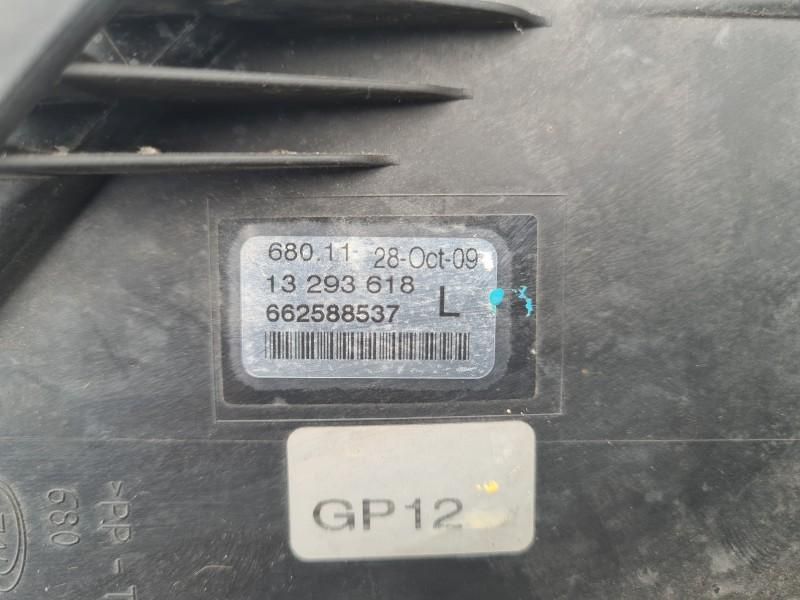 680.11 28-Oct-09
13 293 618
662588537 L
GP12
>PP-T
680